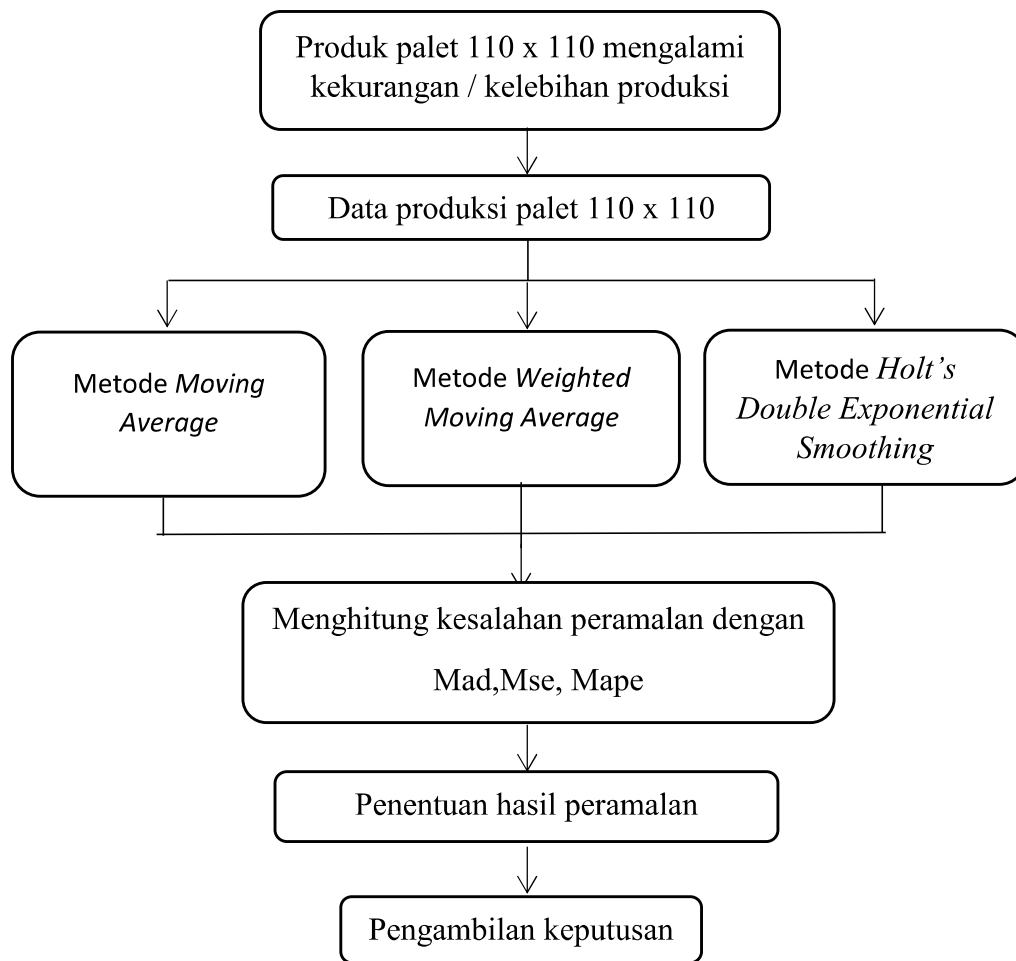 Produk palet 110 x 110 mengalami
kekurangan / kelebihan produksi
Data produksi palet 110 x 110
Metode Moving
Average
Metode Weighted
Moving Average
Metode Holt’s
Double Exponential
Smoothing
Menghitung kesalahan peramalan dengan
Mad,Mse, Mape
Penentuan hasil peramalan
Pengambilan keputusan